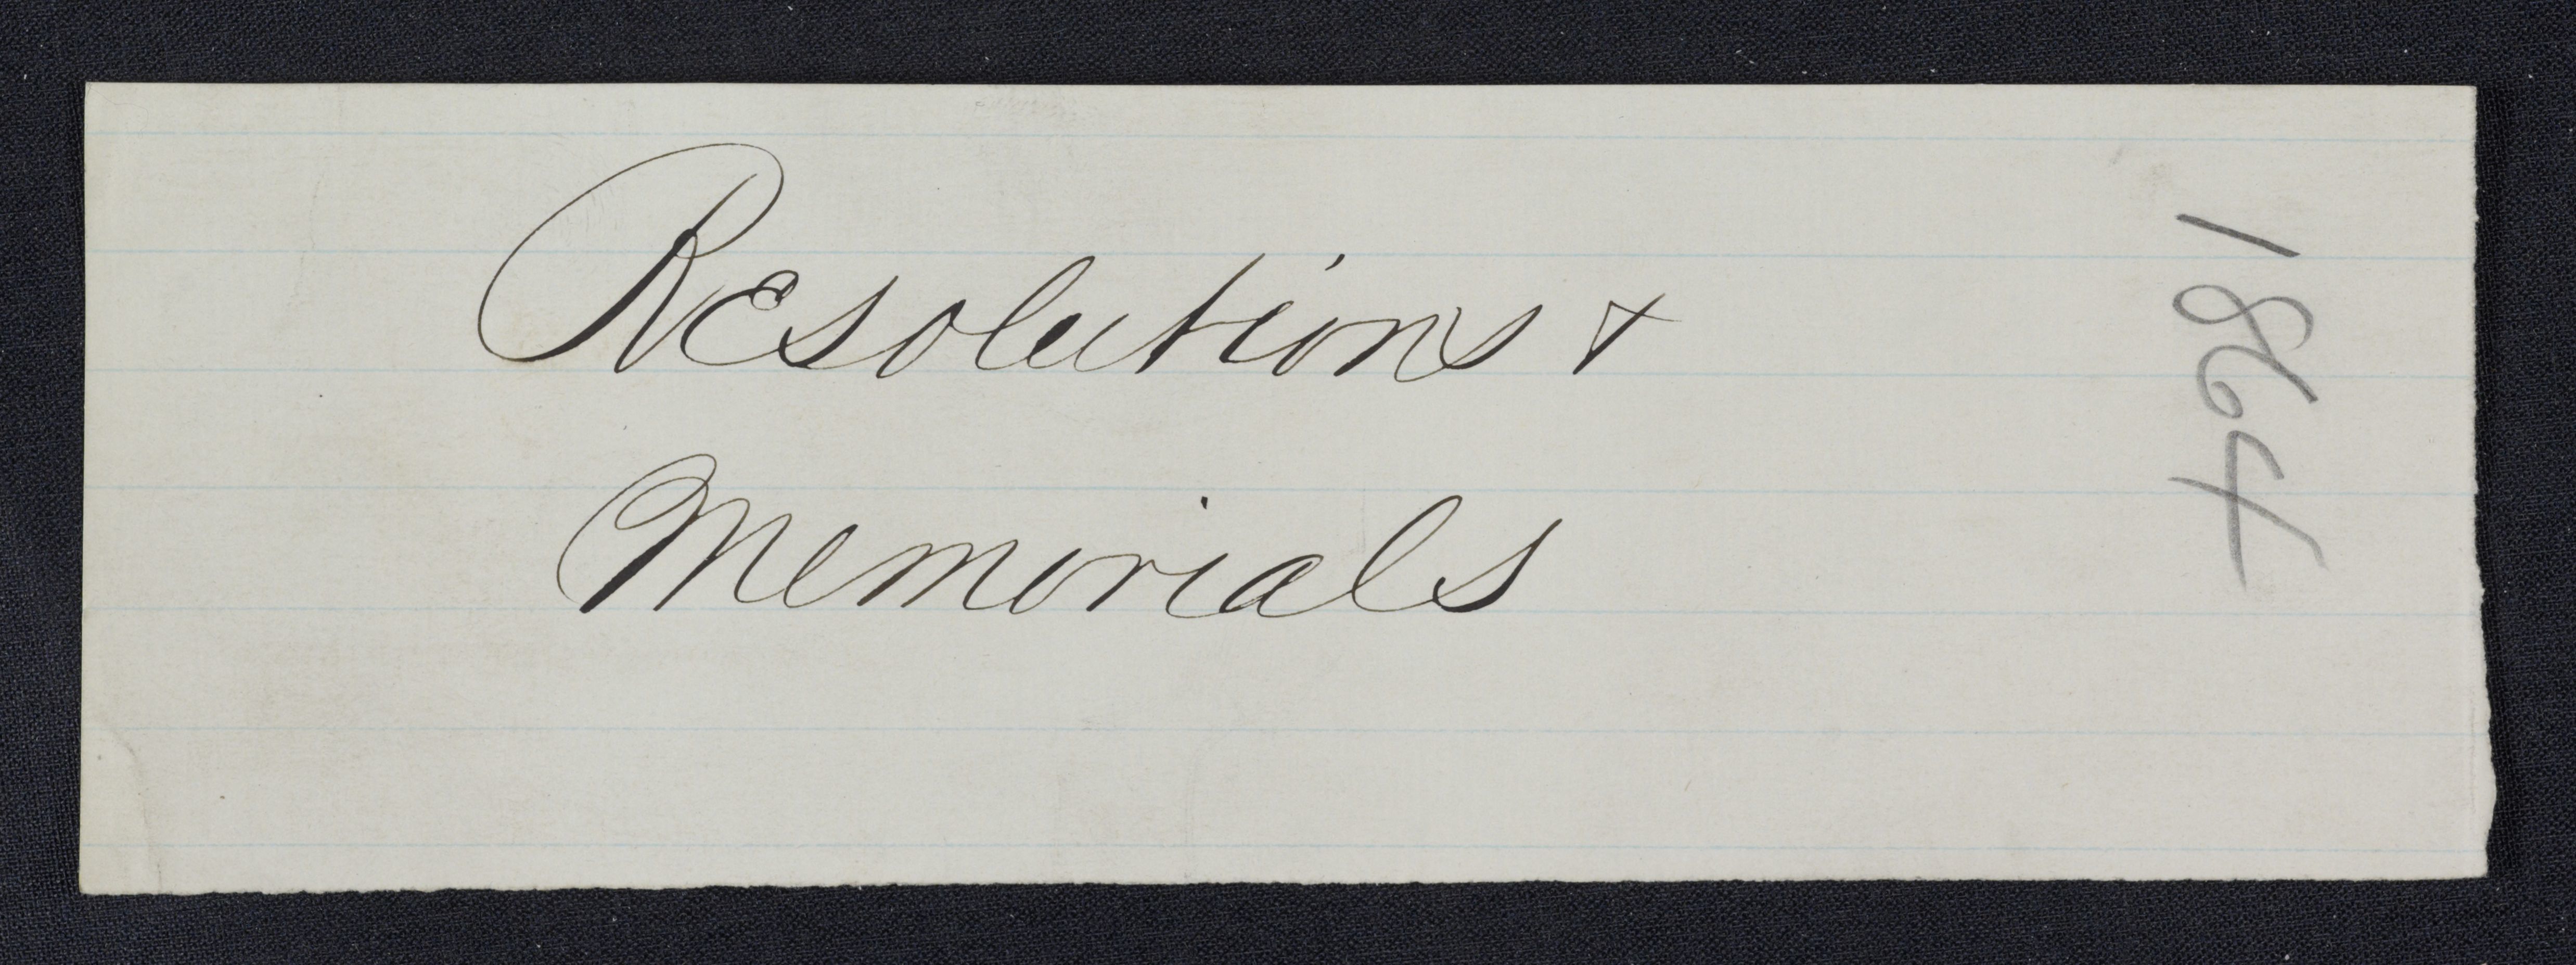 Resolutions &
Memorials
1864